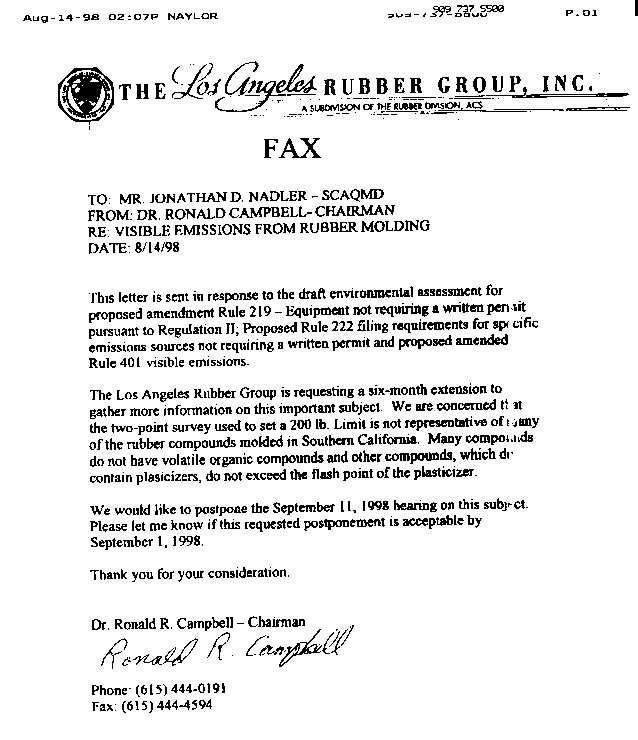 Aug-14-98 02:07P NAYLOR 909 737 5500 P.01
THE Los Angeles RUBBER GROUP, INC.
A SUBDIVISION OF THE RUBBER DIVISION, ACS
FAX
TO: MR. JONATHAN D. NADLER – SCAQMD
FROM: DR. RONALD CAMPBELL- CHAIRMAN
RE: VISIBLE EMISSIONS FROM RUBBER MOLDING
DATE: 8/14/98
This letter is sent in response to the draft environmental assessment for
proposed amendment Rule 219 – Equipment not requiring a written permit
pursuant to Regulation II; Proposed Rule 222 filing requirements for specific
emissions sources not requiring a written permit and proposed amended
Rule 401 visible emissions.
The Los Angeles Rubber Group is requesting a six-month extension to
gather more information on this important subject. We are concerned that
the two-point survey used to set a 200 lb. Limit is not representative of many
of the rubber compounds molded in Southern California. Many compounds
do not have volatile organic compounds and other compounds, which do
contain plasicizers, do not exceed the flash point of the plasticizer.
We would like to postpone the September 11, 1998 hearing on this subject.
Please let me know if this requested postponement is acceptable by
September 1, 1998.
Thank you for your consideration.
Dr. Ronald R. Campbell – Chairman
Ronald R. Campbell
Phone: (615) 444-0191
Fax: (615) 444-4594